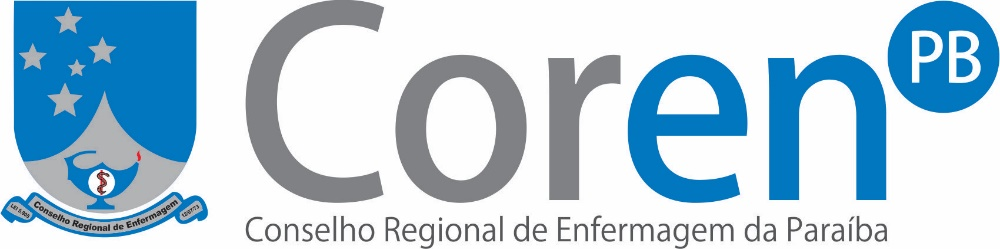 Coren PB
Conselho Regional de Enfermagem da Paraíba
Conselho Regional de Enfermagem